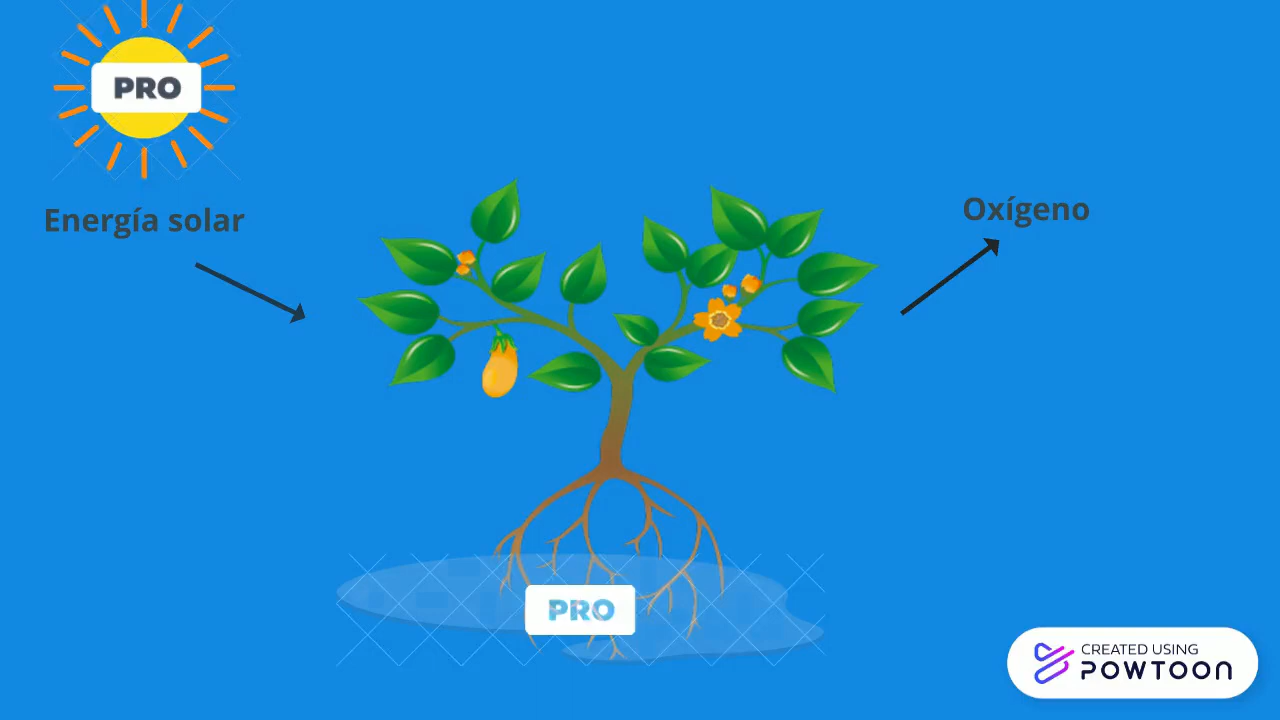 PRO
Energía solar
Oxígeno
PRO
CREATED USING
POWTOON